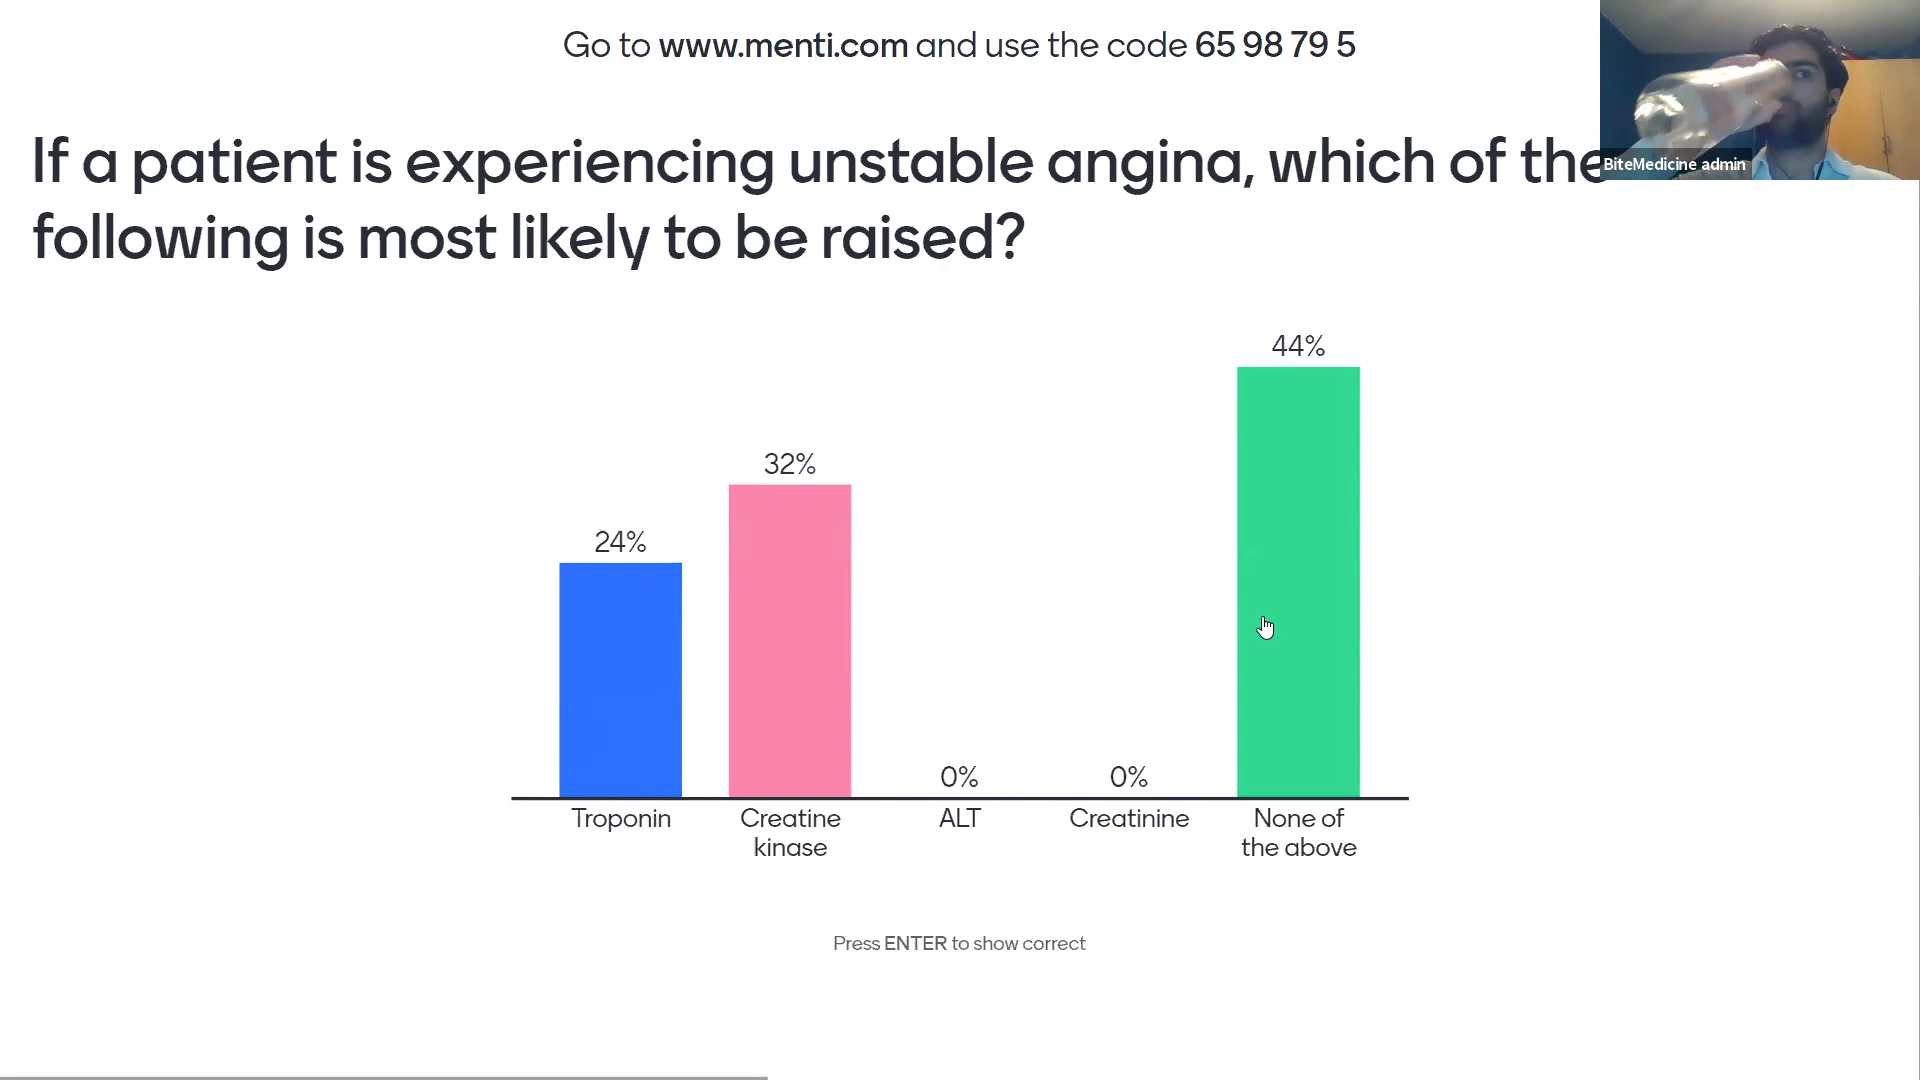 Go to www.menti.com and use the code 65 98 79 5
If a patient is experiencing unstable angina, which of the
following is most likely to be raised?
BiteMedicine admin
44%
32%
24%
0%
0%
Troponin
Creatine
kinase
ALT
Creatinine
None of
the above
Press ENTER to show correct